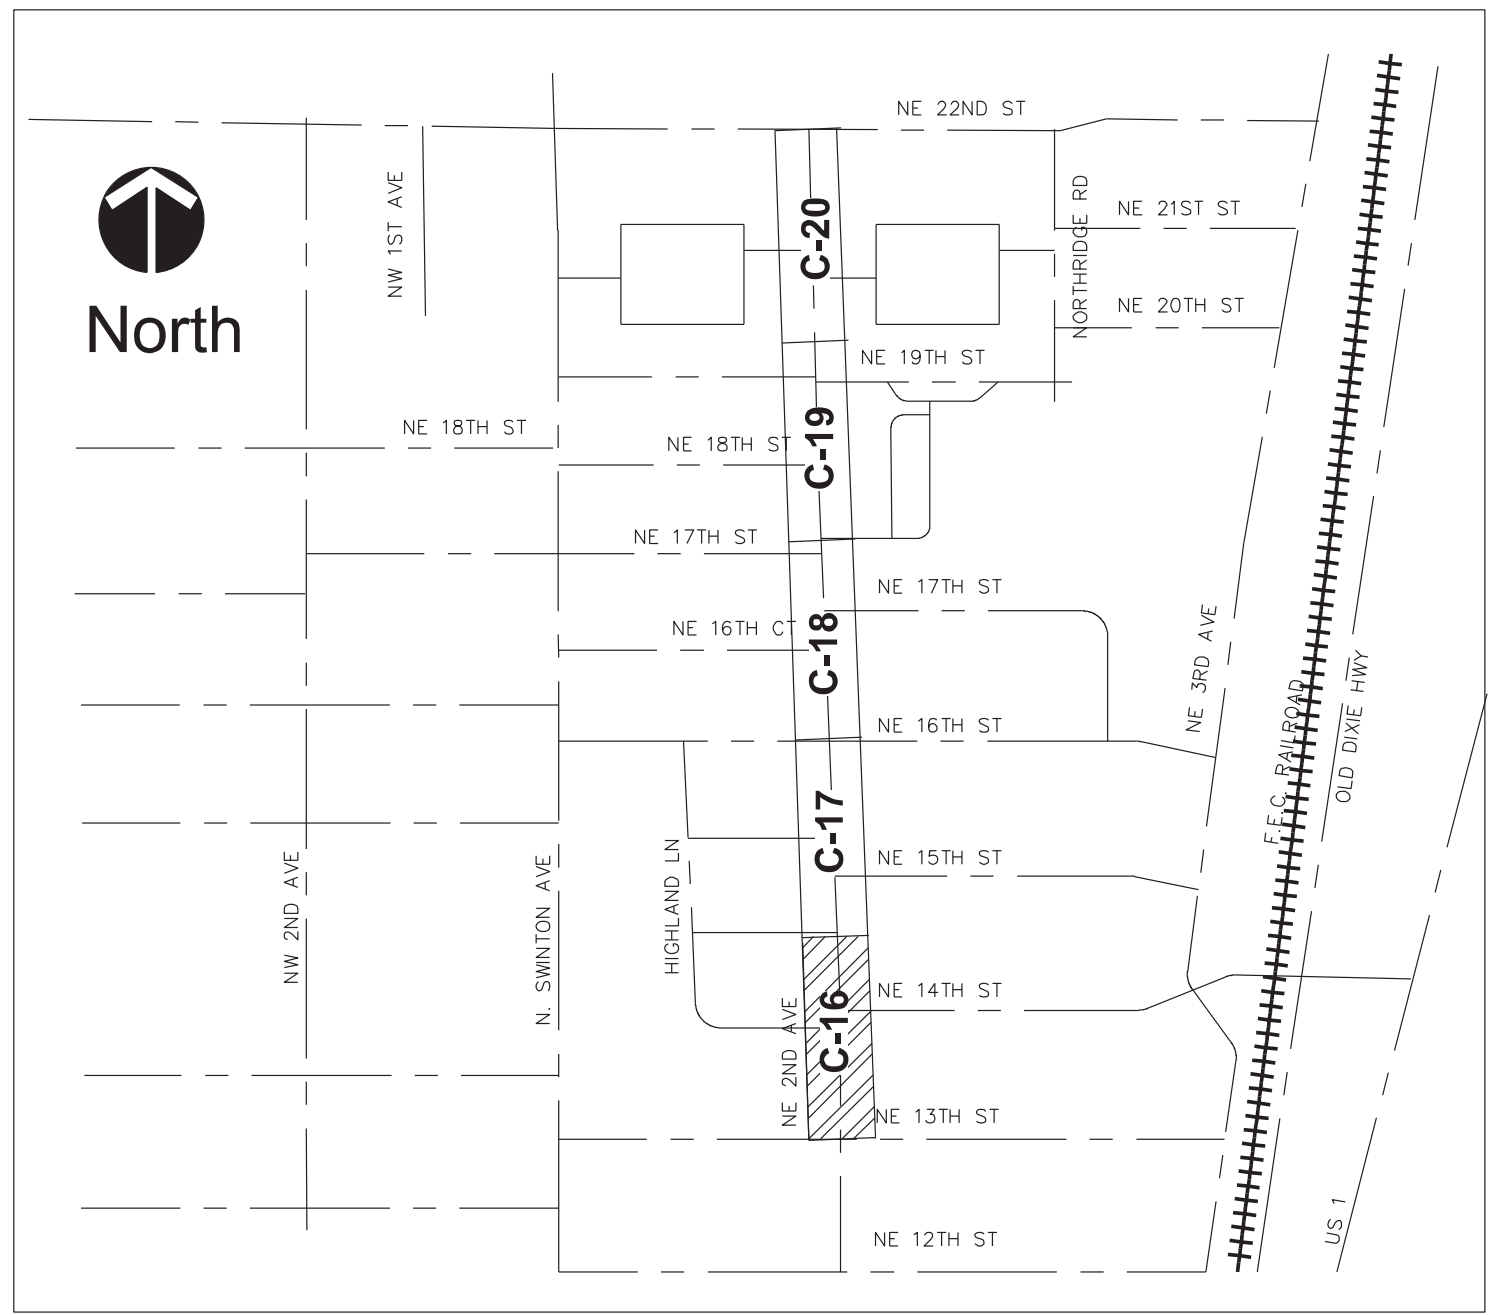 NE 22ND ST
NW 1ST AVE
NORTHRIDGE RD
NE 21ST ST
C-20
North
NE 20TH ST
NE 19TH ST
NE 18TH ST
NE 18TH ST
C-19
NE 17TH ST
NE 17TH ST
NE 16TH CT
C-18
NE 3RD AVE
F.E.C. RAILROAD
OLD DIXIE HWY
NE 16TH ST
C-17
NE 15TH ST
NW 2ND AVE
N. SWINTON AVE
HIGHLAND LN
NE 14TH ST
C-16
NE 2ND AVE
NE 13TH ST
US 1
NE 12TH ST